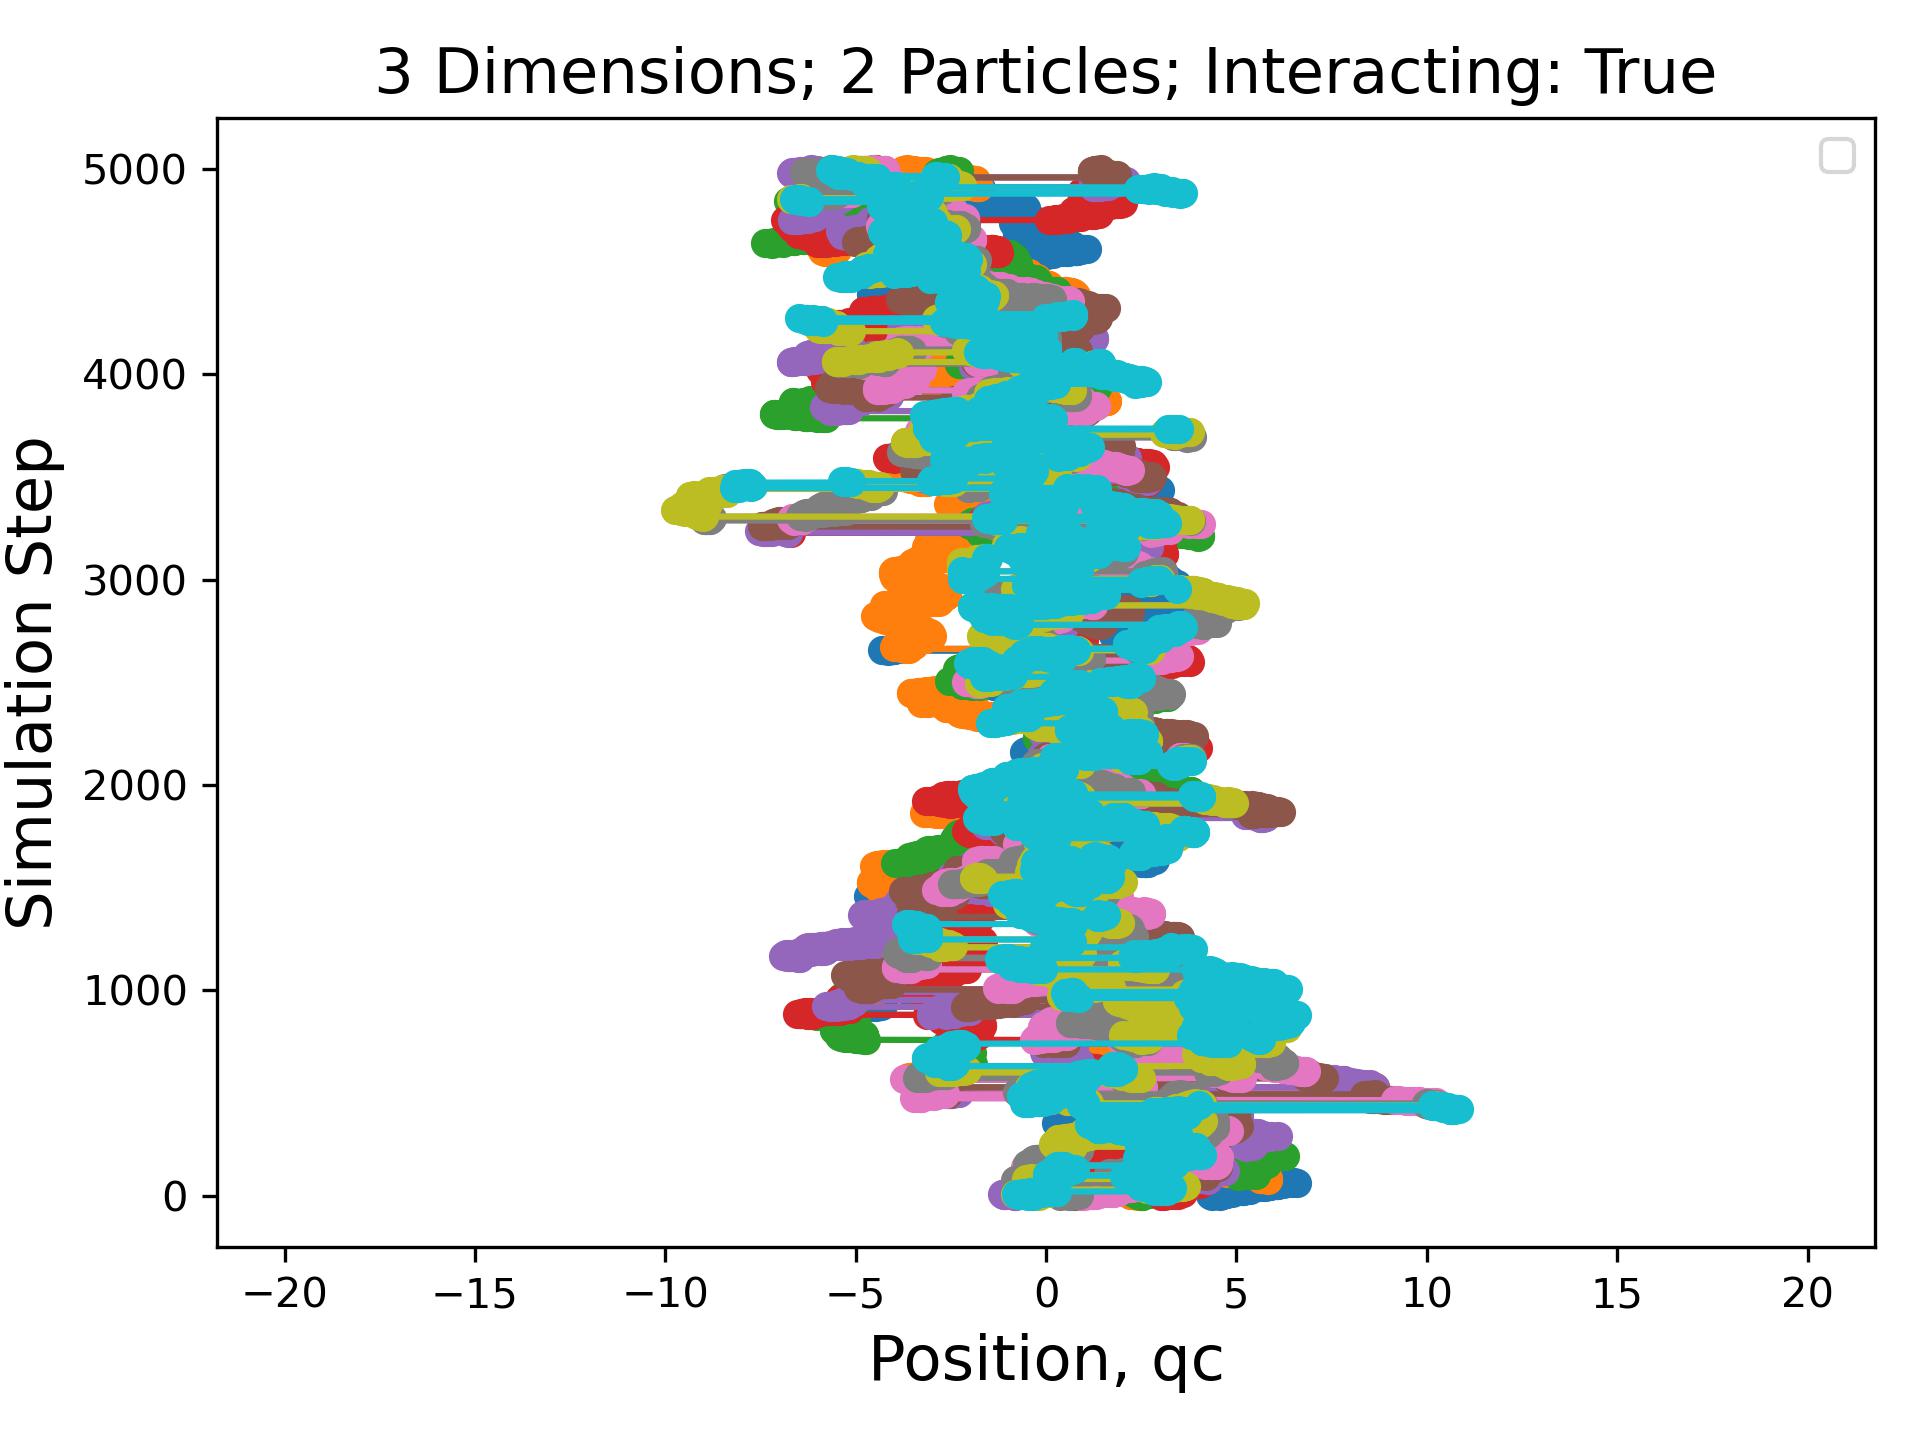 3 Dimensions; 2 Particles; Interacting: True
5000
4000
3000
2000
1000
0
Simulation Step
−20 −15 −10 −5 0 5 10 15 20
Position, qc